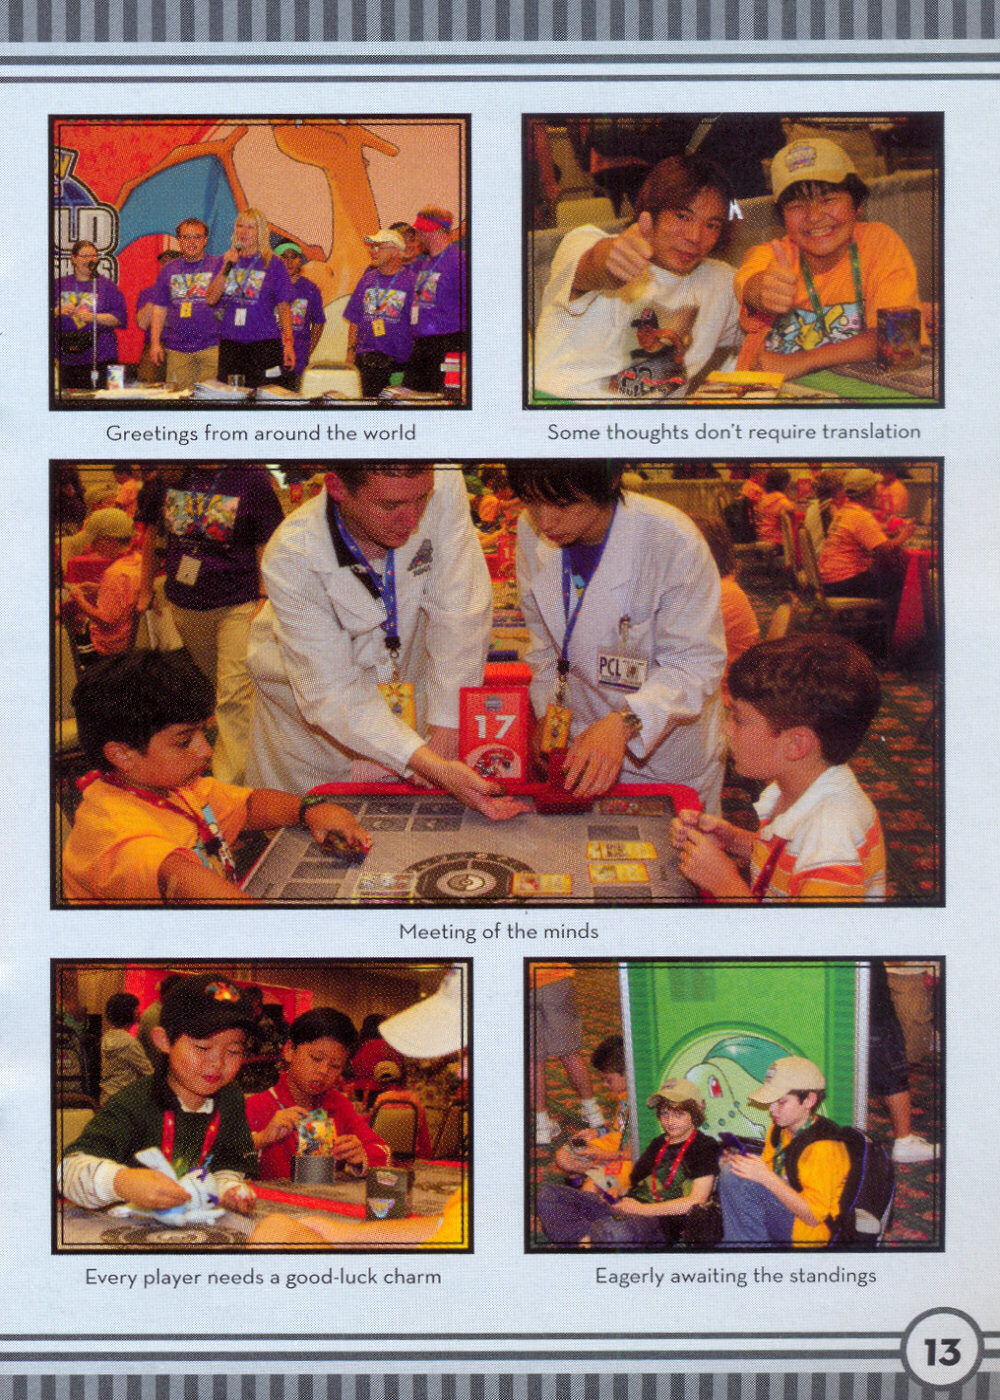 Greetings from around the world
Some thoughts don't require translation
17
PCL
Meeting of the minds
Every player needs a good-luck charm
Eagerly awaiting the standings
13